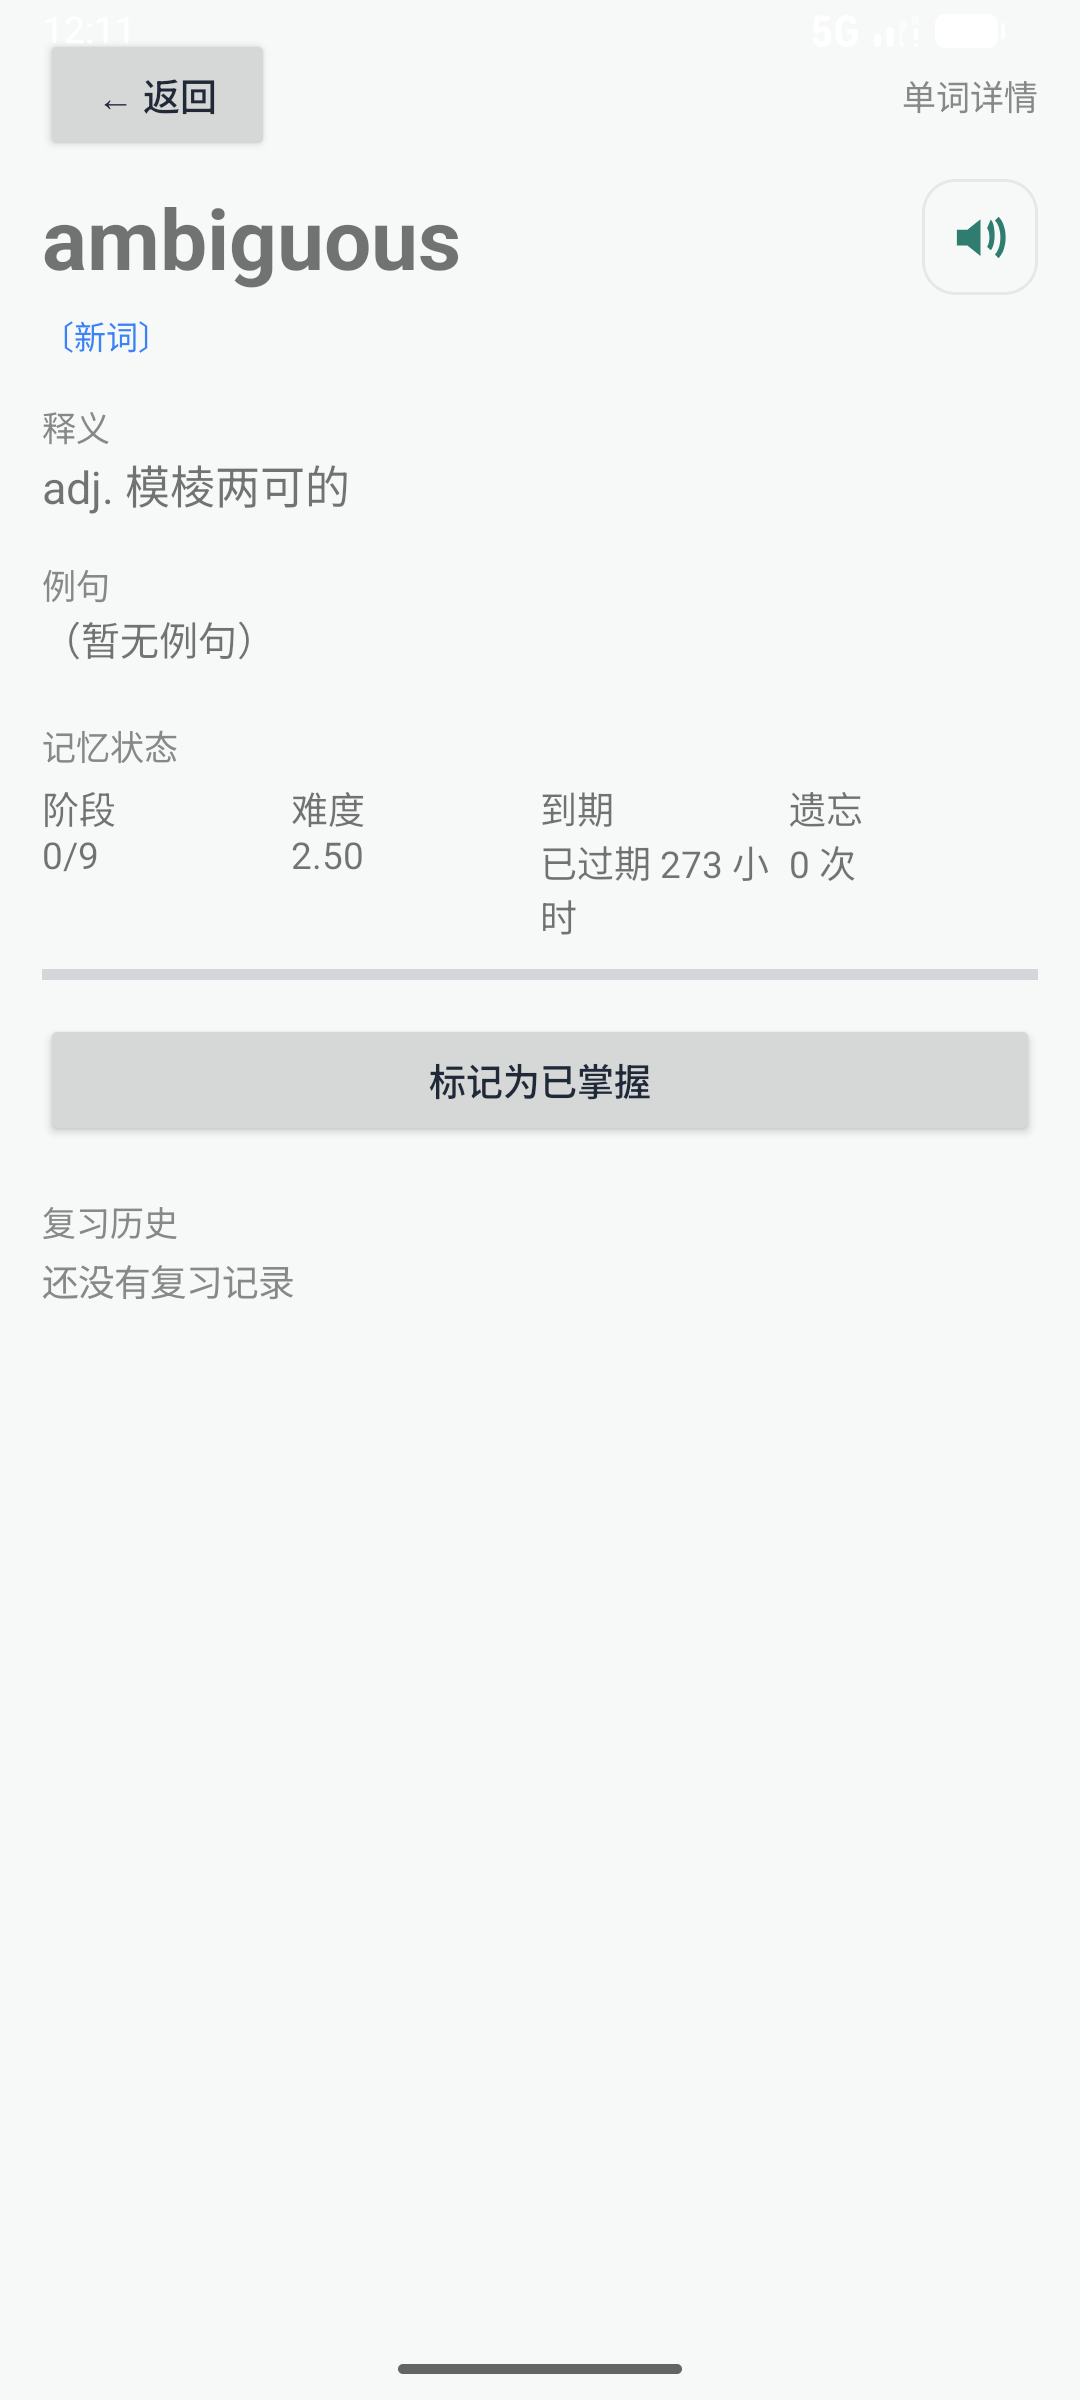 12:11 5G
← 返回 单词详情
ambiguous
〔新词〕
释义
adj. 模棱两可的
例句
（暂无例句）
记忆状态
阶段 难度 到期 遗忘
0/9 2.50 已过期 273 小时 0 次
标记为已掌握
复习历史
还没有复习记录